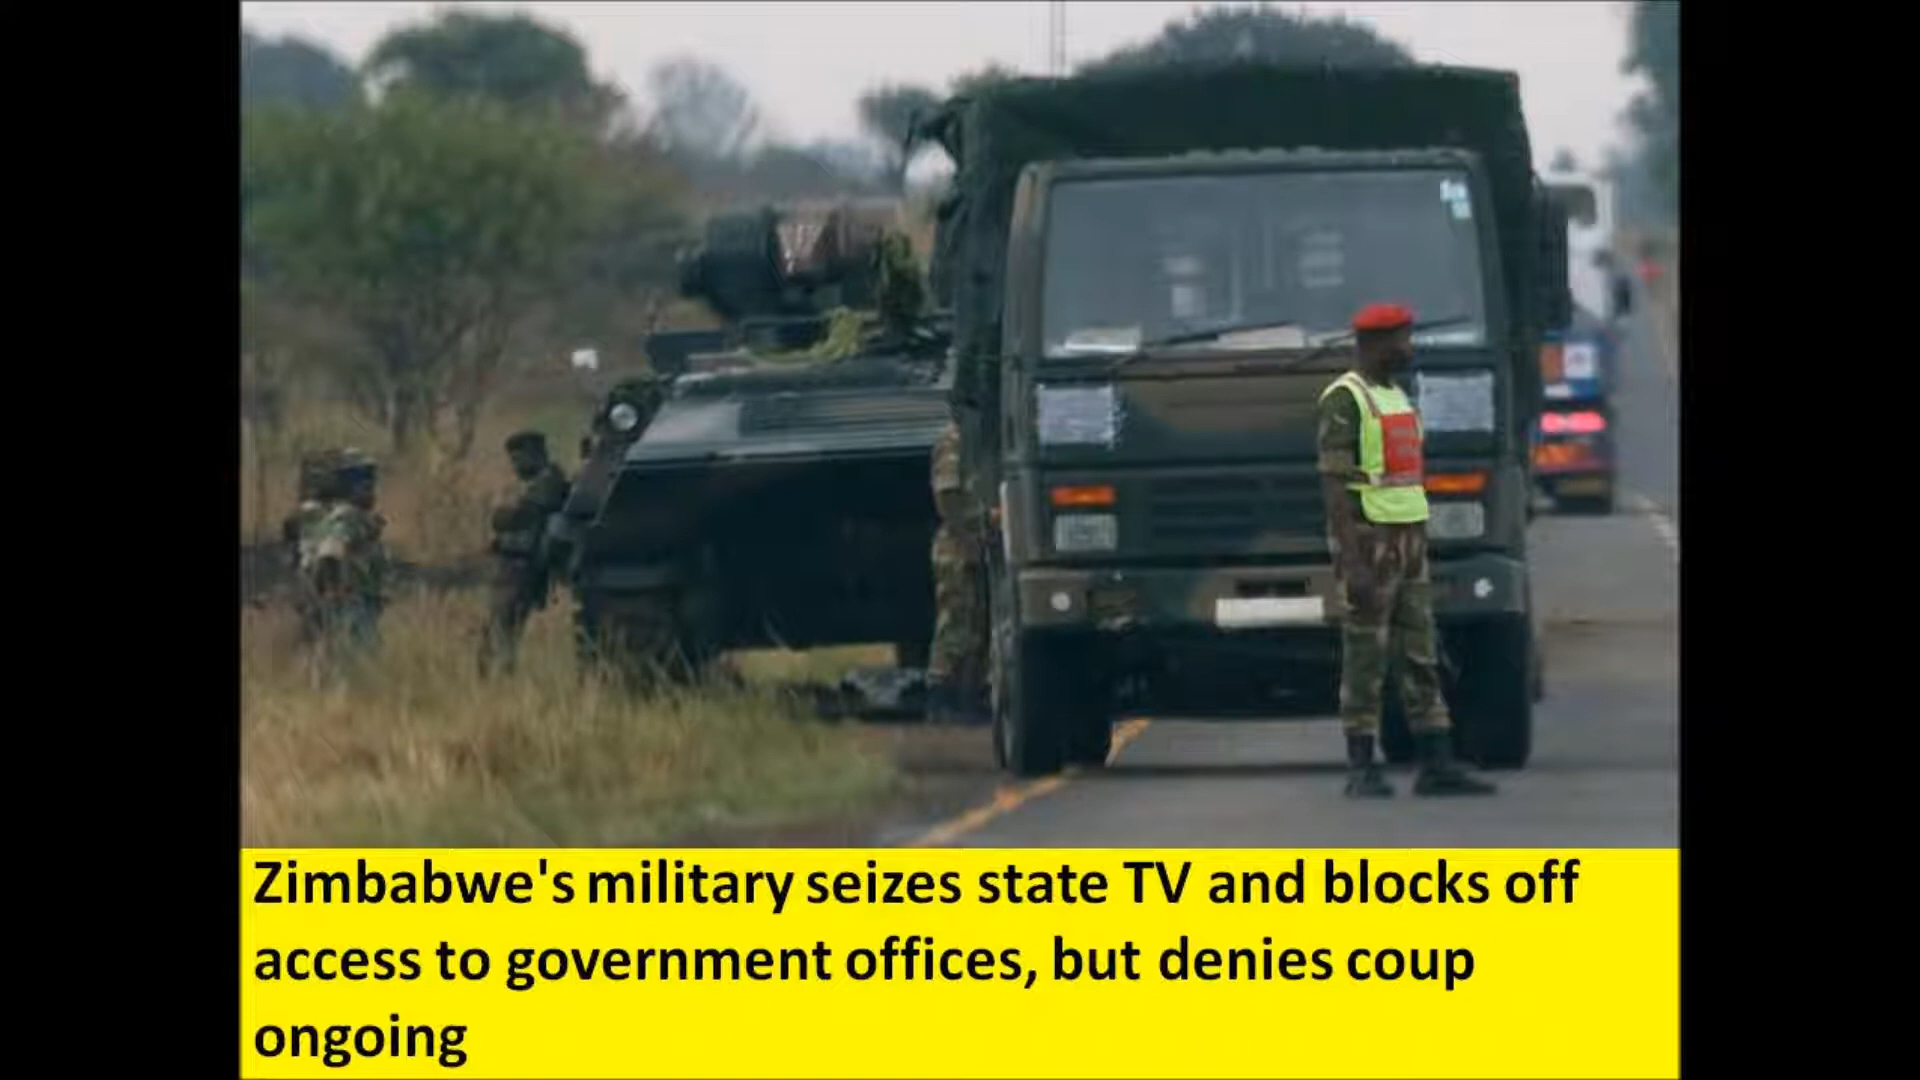 Zimbabwe's military seizes state TV and blocks off
access to government offices, but denies coup
ongoing